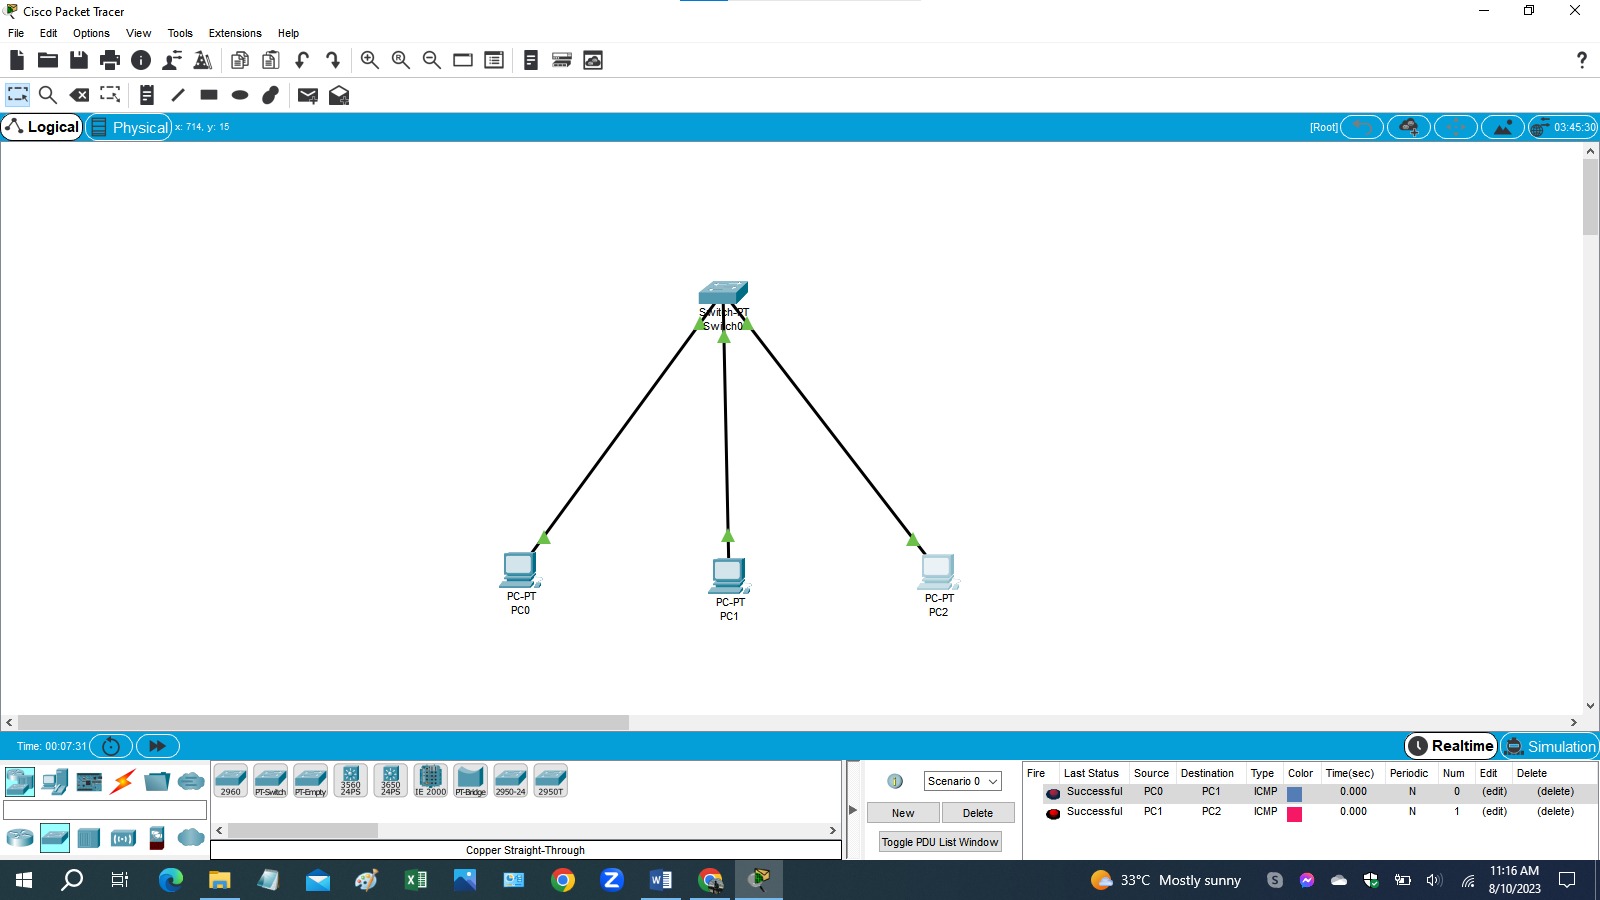 Cisco Packet Tracer
File Edit Options View Tools Extensions Help
?
Logical Physical x: 714, y: 15 [Root] 03:45:30
Switch-PT
Switch0
PC-PT
PC0
PC-PT
PC1
PC-PT
PC2
Time: 00:07:31 Realtime Simulation
2960 PT-Switch PT-Empty 3560 24PS 3650 24PS IE 2000 PT-Bridge 2950-24 2950T
Copper Straight-Through
Scenario 0
New Delete
Toggle PDU List Window
Fire Last Status Source Destination Type Color Time(sec) Periodic Num Edit Delete
Successful PC0 PC1 ICMP 0.000 N 0 (edit) (delete)
Successful PC1 PC2 ICMP 0.000 N 1 (edit) (delete)
33°C Mostly sunny
11:16 AM
8/10/2023